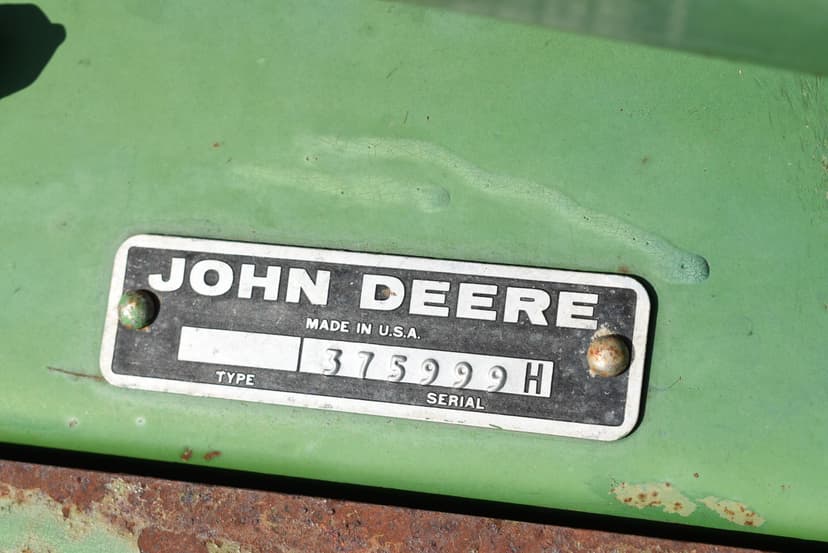 JOHN DEERE
MADE IN U.S.A.
375999H
TYPE SERIAL